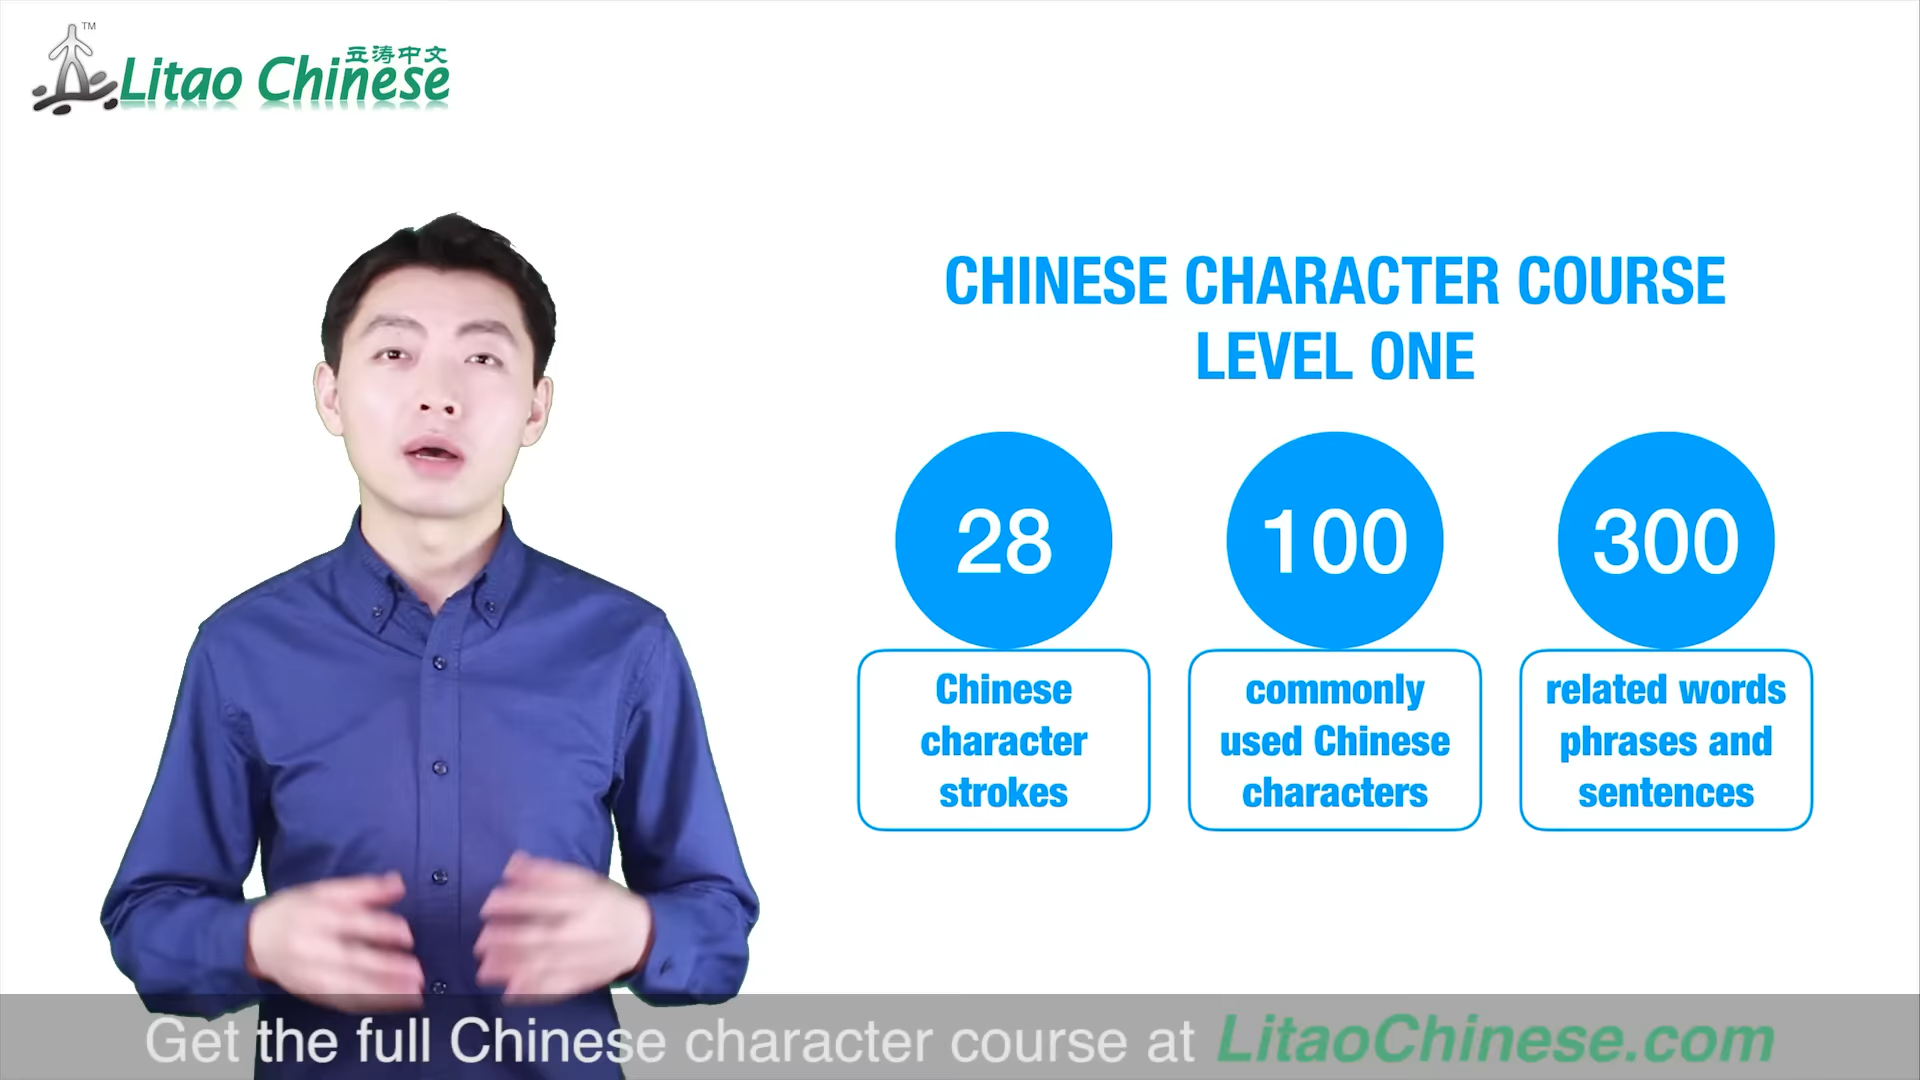 TM
立涛中文
Litao Chinese
CHINESE CHARACTER COURSE
LEVEL ONE
28
Chinese
character
strokes
100
commonly
used Chinese
characters
300
related words
phrases and
sentences
Get the full Chinese character course at LitaoChinese.com